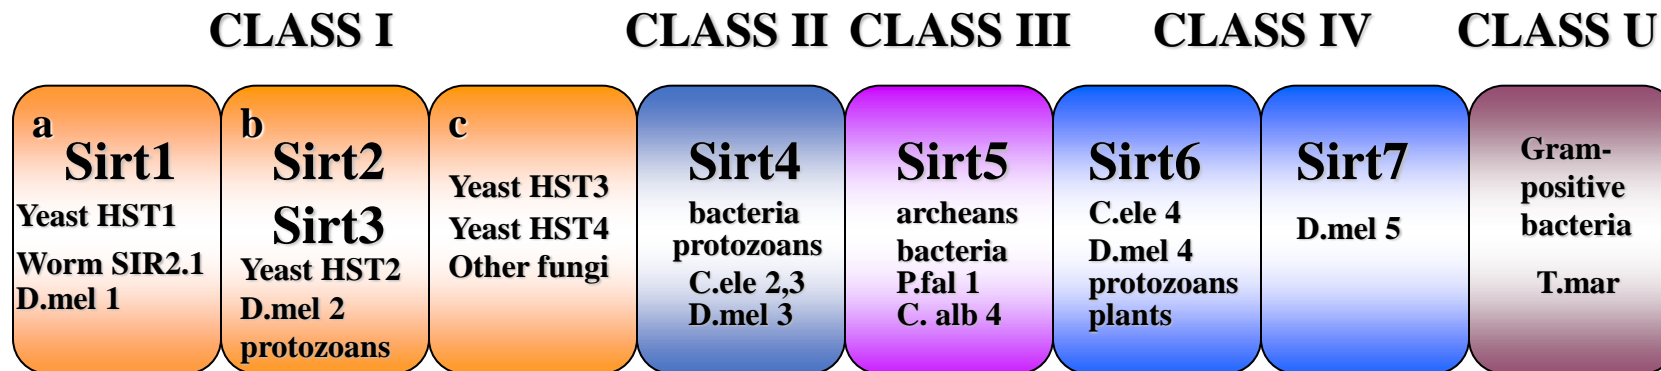 CLASS I
CLASS II
CLASS III
CLASS IV
CLASS U
a
Sirt1
Yeast HST1
Worm SIR2.1
D.mel 1
b
Sirt2
Sirt3
Yeast HST2
D.mel 2
protozoans
c
Yeast HST3
Yeast HST4
Other fungi
Sirt4
bacteria
protozoans
C.ele 2,3
D.mel 3
Sirt5
archeans
bacteria
P.fal 1
C. alb 4
Sirt6
C.ele 4
D.mel 4
protozoans
plants
Sirt7
D.mel 5
Gram-
positive
bacteria
T.mar